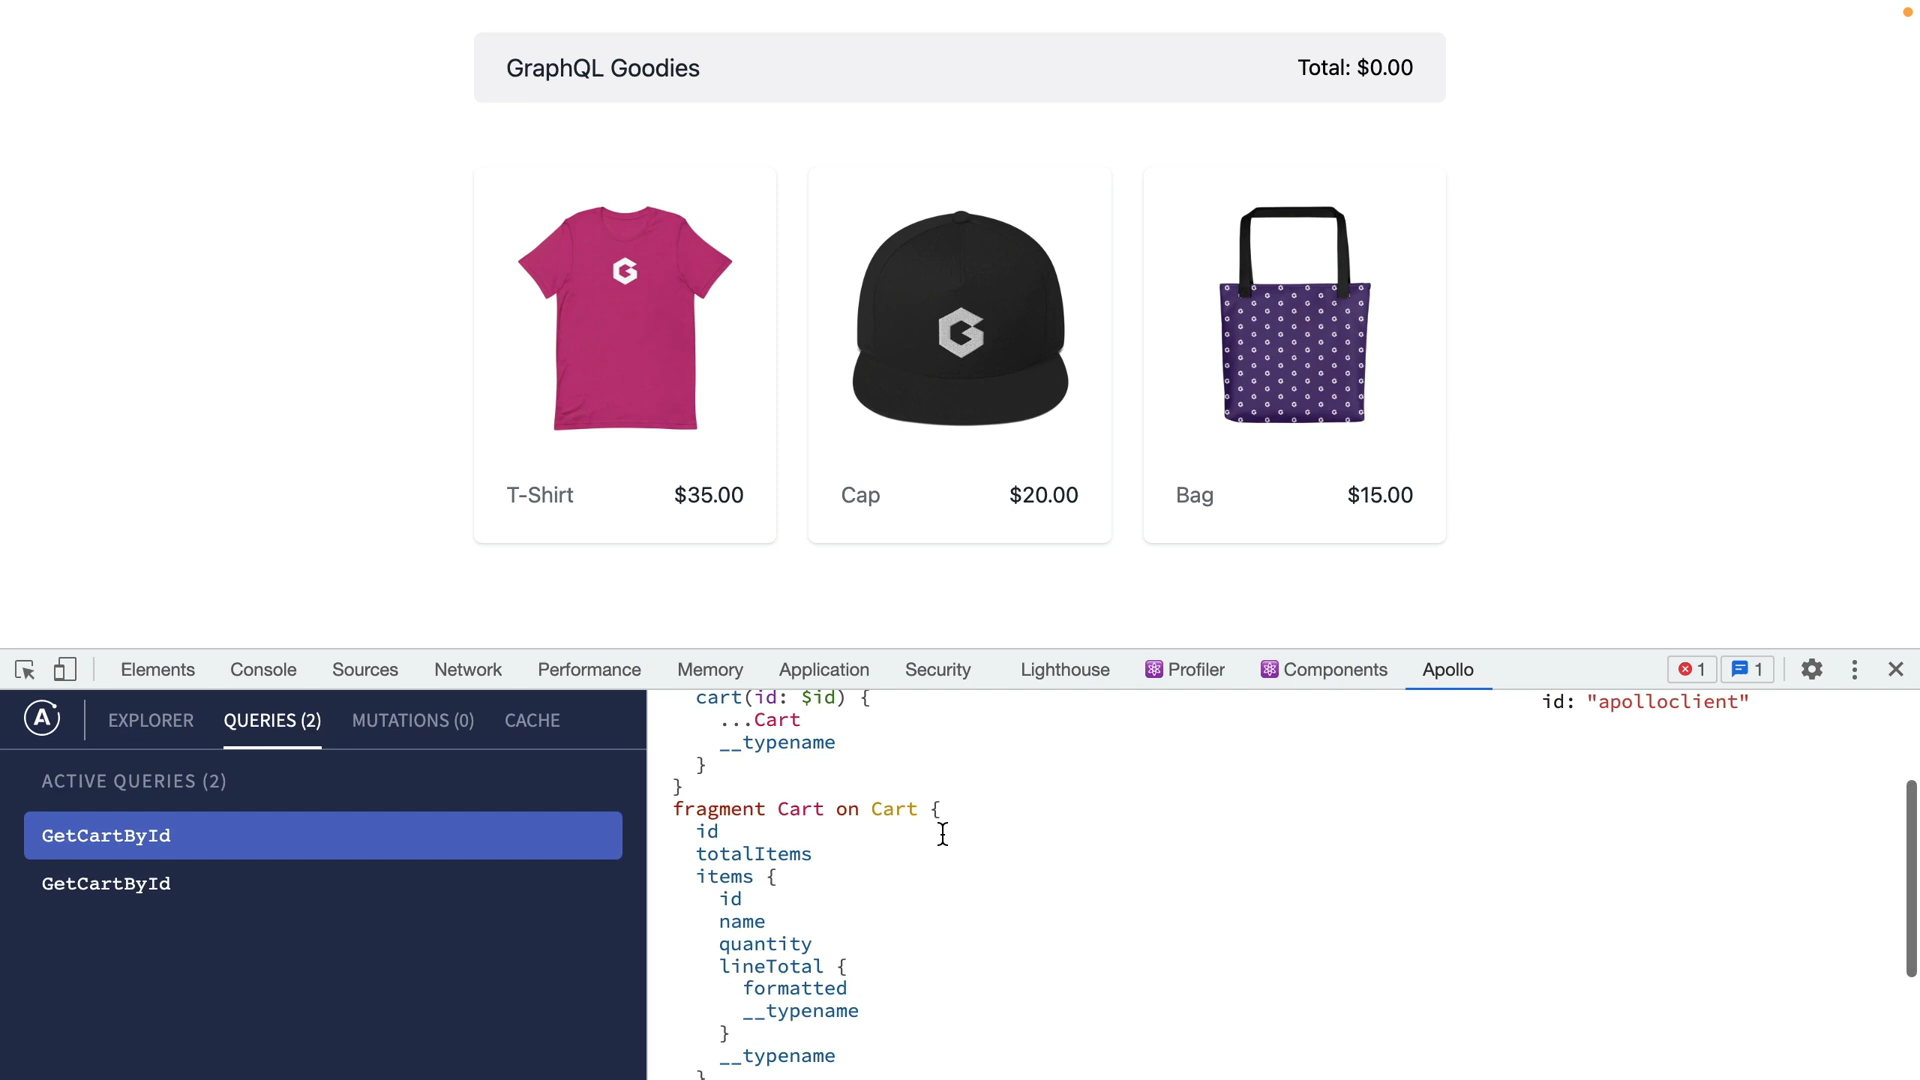 GraphQL Goodies
Total: $0.00
T-Shirt
$35.00
Cap
$20.00
Bag
$15.00
Elements
Console
Sources
Network
Performance
Memory
Application
Security
Lighthouse
Profiler
Components
Apollo
1
1
EXPLORER
QUERIES (2)
MUTATIONS (0)
CACHE
ACTIVE QUERIES (2)
GetCartById
GetCartById
cart(id: $id) {
...Cart
__typename
}
}
fragment Cart on Cart {
id
totalItems
items {
id
name
quantity
lineTotal {
formatted
__typename
}
__typename
}
id: "apolloclient"